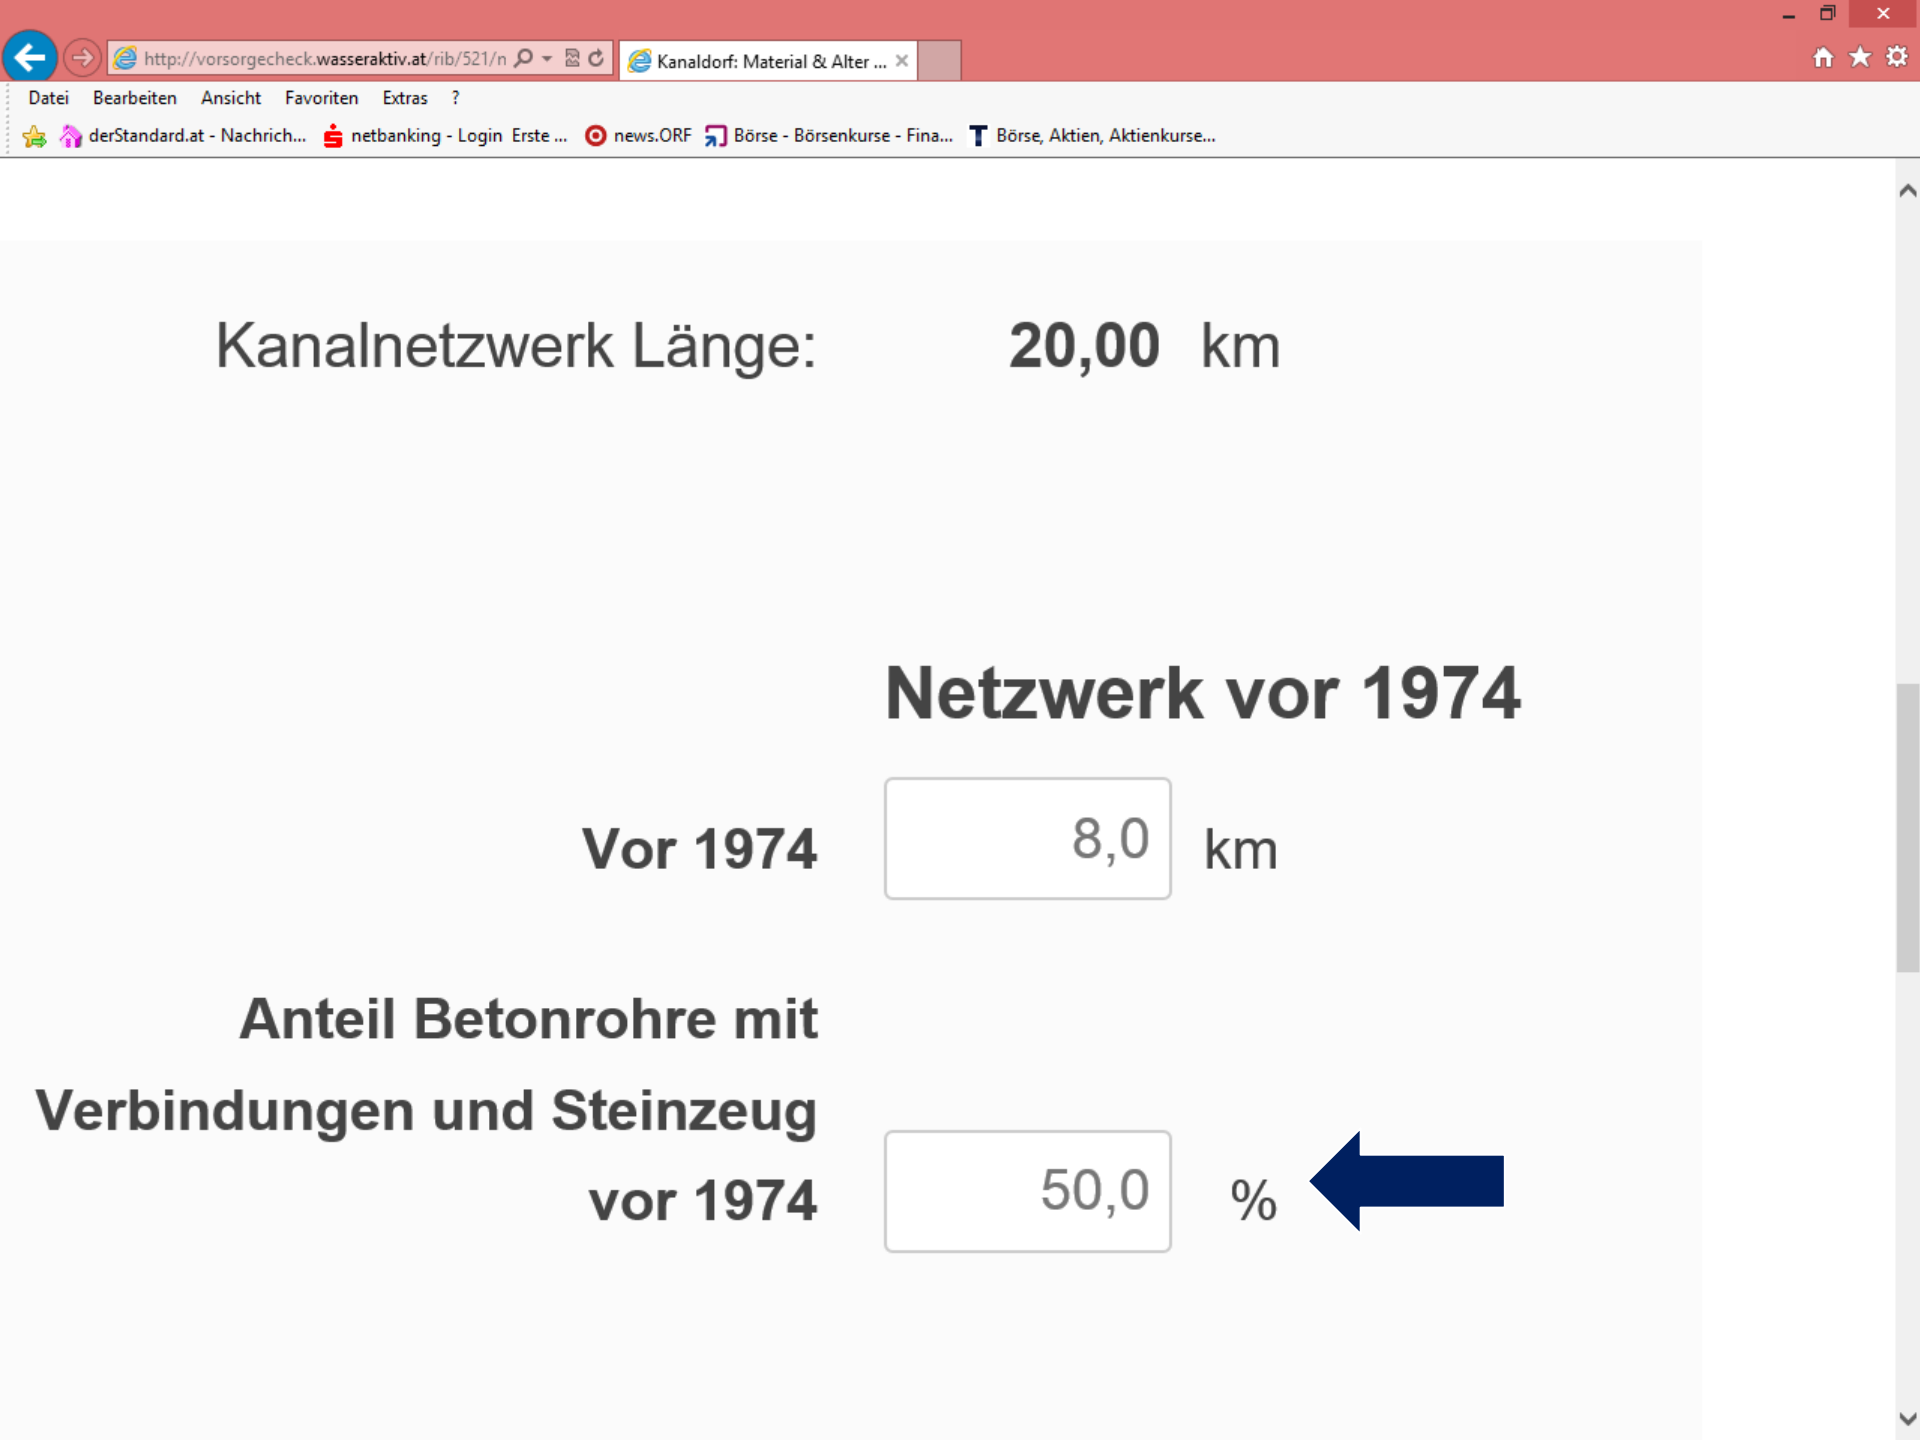 http://vorsorgecheck.wasseraktiv.at/rib/521/n
Kanaldorf: Material & Alter ...
Datei Bearbeiten Ansicht Favoriten Extras ?
derStandard.at - Nachrich... netbanking - Login Erste ... news.ORF Börse - Börsenkurse - Fina... Börse, Aktien, Aktienkurse...
Kanalnetzwerk Länge: 20,00 km
Netzwerk vor 1974
Vor 1974 8,0 km
Anteil Betonrohre mit
Verbindungen und Steinzeug
vor 1974 50,0 %